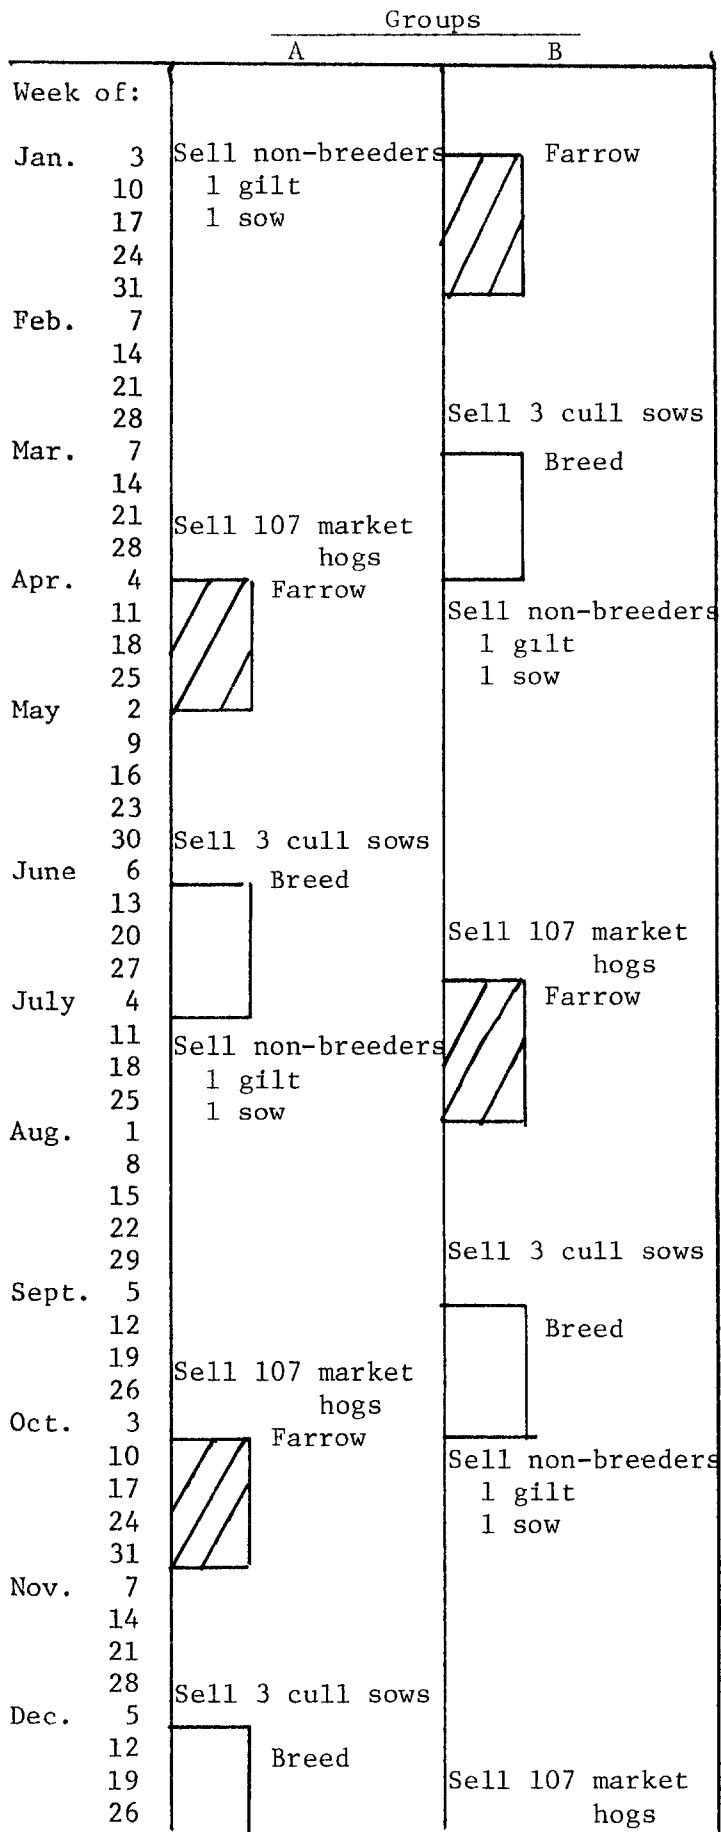 Groups
A B
Week of:
Jan. 3 Sell non-breeders Farrow
10 1 gilt
17 1 sow
24
31
Feb. 7
14
21
28 Sell 3 cull sows
Mar. 7 Breed
14
21 Sell 107 market
28 hogs
Apr. 4 Farrow
11 Sell non-breeders
18 1 gilt
25 1 sow
May 2
9
16
23
30 Sell 3 cull sows
June 6 Breed
13
20 Sell 107 market
27 hogs
July 4 Farrow
11 Sell non-breeders
18 1 gilt
25 1 sow
Aug. 1
8
15
22
29 Sell 3 cull sows
Sept. 5
12 Breed
19 Sell 107 market
26 hogs
Oct. 3 Farrow
10 Sell non-breeders
17 1 gilt
24 1 sow
31
Nov. 7
14
21
28 Sell 3 cull sows
Dec. 5
12 Breed
19 Sell 107 market
26 hogs